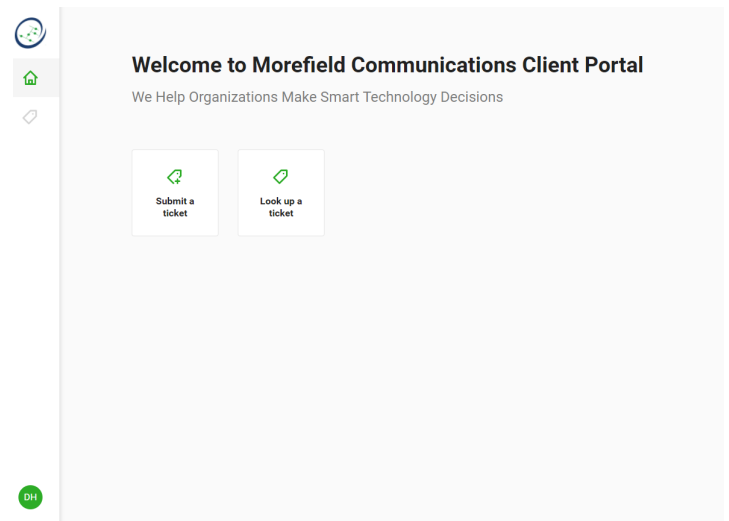 Welcome to Morefield Communications Client Portal
We Help Organizations Make Smart Technology Decisions
Submit a
ticket
Look up a
ticket
DH